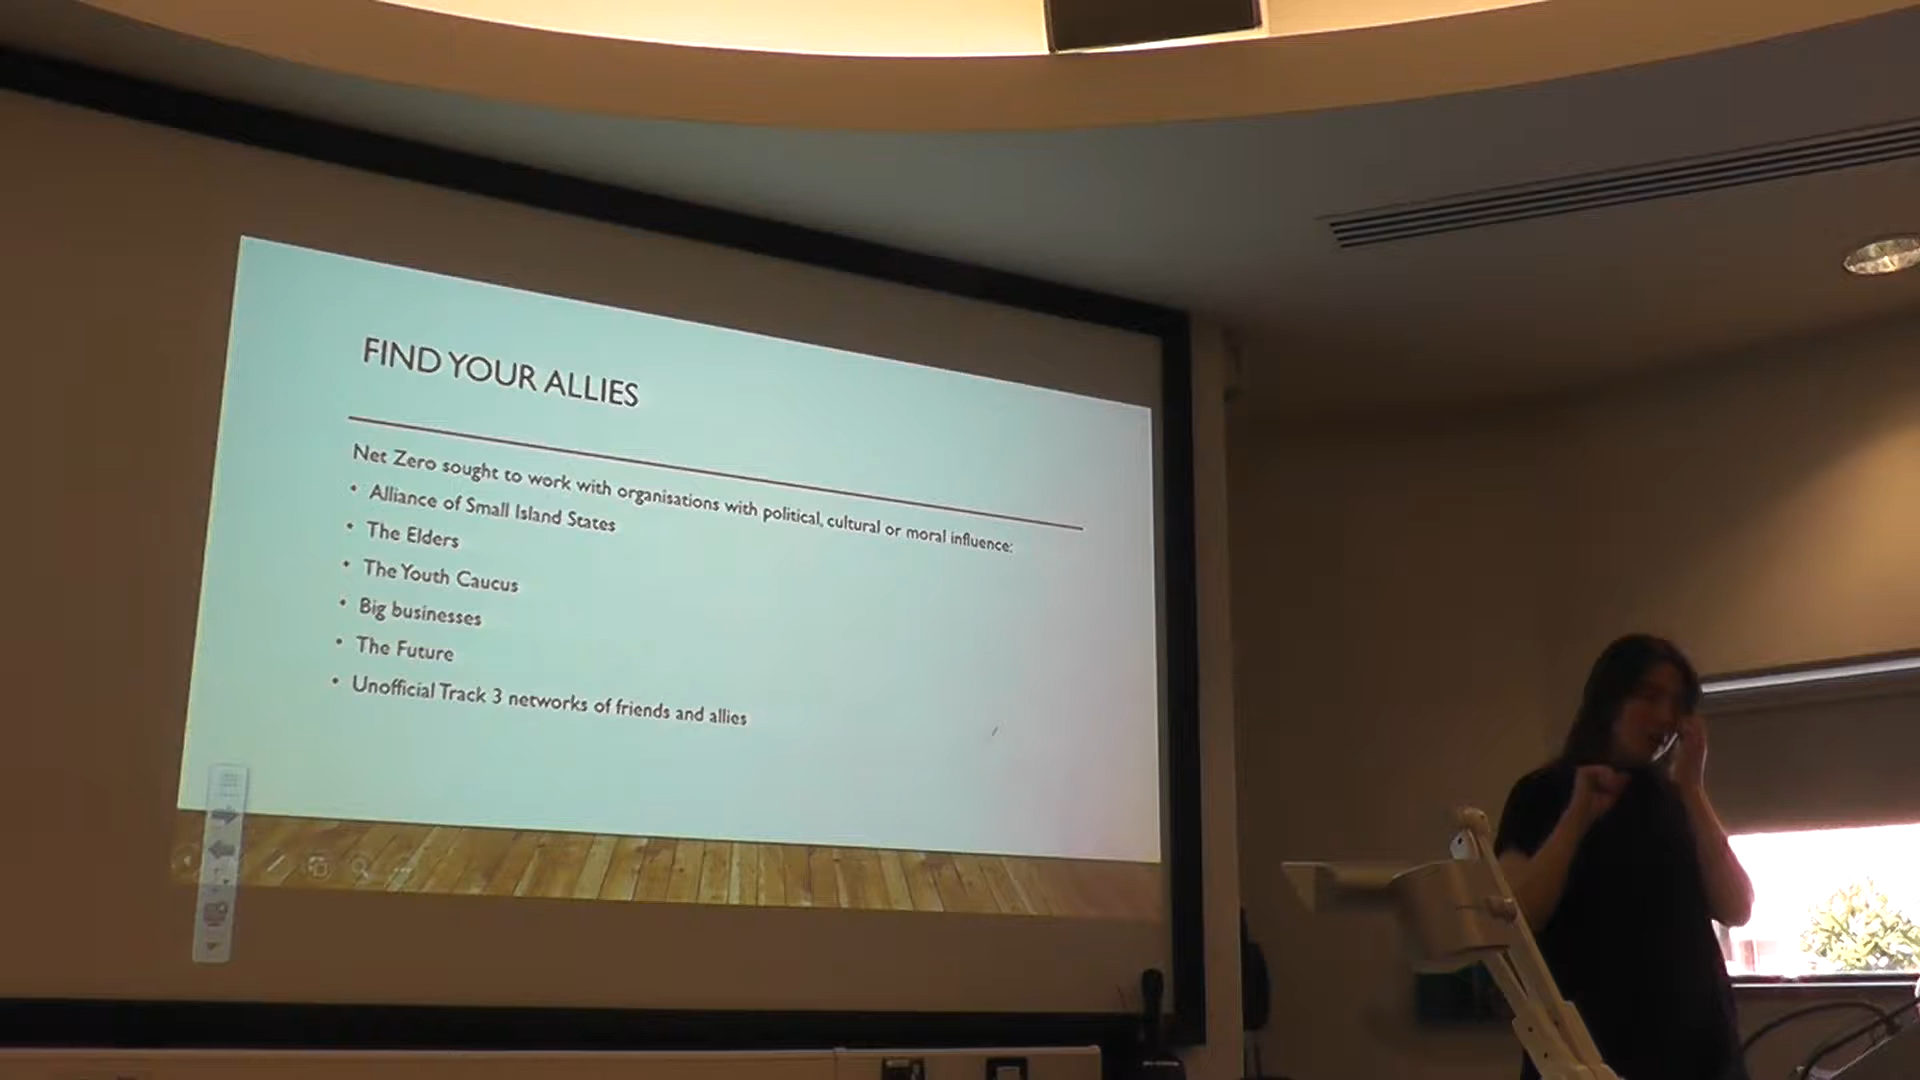 FIND YOUR ALLIES
Net Zero sought to work with organisations with political, cultural or moral influence:
• Alliance of Small Island States
• The Elders
• The Youth Caucus
• Big businesses
• The Future
• Unofficial Track 3 networks of friends and allies